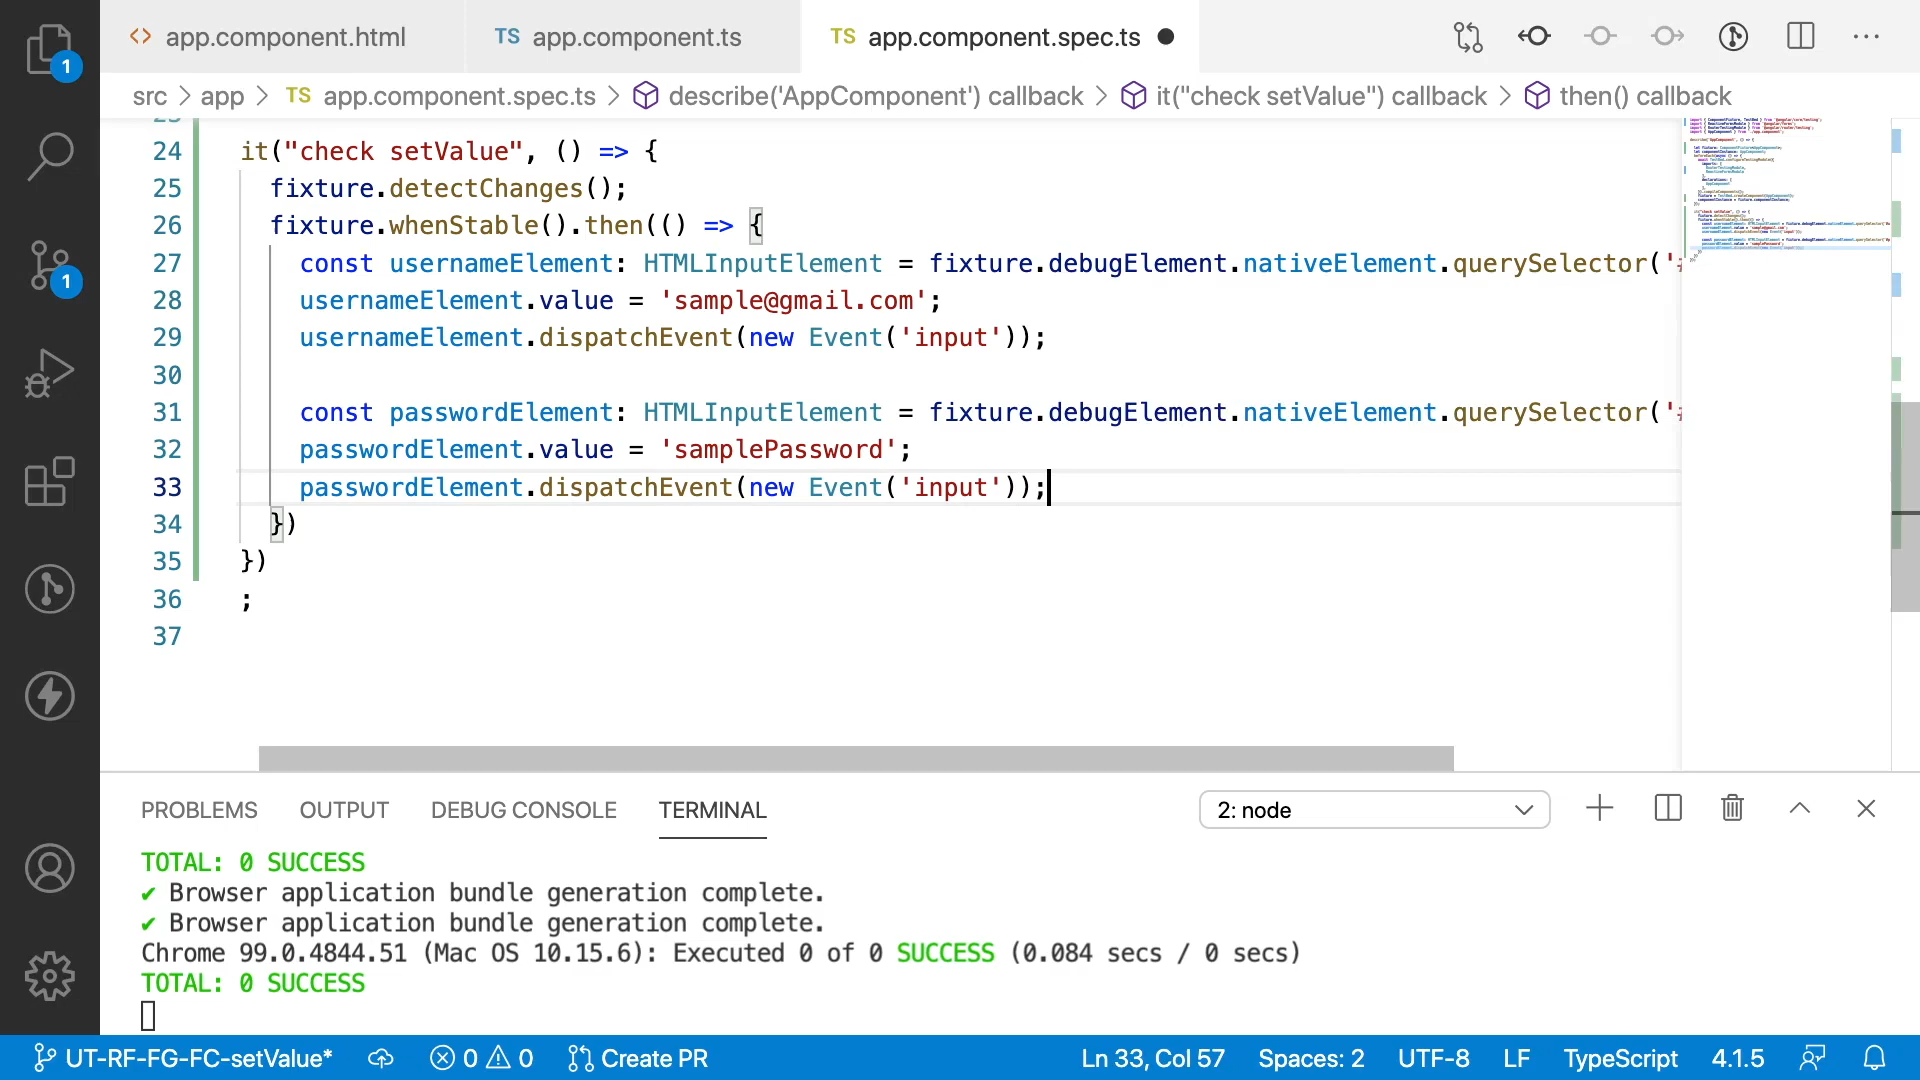 1
<> app.component.html
TS app.component.ts
TS app.component.spec.ts ●
src > app > TS app.component.spec.ts > describe('AppComponent') callback > it("check setValue") callback > then() callback
24 it("check setValue", () => {
25 fixture.detectChanges();
26 fixture.whenStable().then(() => {
27 const usernameElement: HTMLInputElement = fixture.debugElement.nativeElement.querySelector('#
28 usernameElement.value = 'sample@gmail.com';
29 usernameElement.dispatchEvent(new Event('input'));
30
31 const passwordElement: HTMLInputElement = fixture.debugElement.nativeElement.querySelector('#
32 passwordElement.value = 'samplePassword';
33 passwordElement.dispatchEvent(new Event('input'));
34 })
35 })
36 ;
37
1
PROBLEMS OUTPUT DEBUG CONSOLE TERMINAL 2: node
TOTAL: 0 SUCCESS
✔ Browser application bundle generation complete.
✔ Browser application bundle generation complete.
Chrome 99.0.4844.51 (Mac OS 10.15.6): Executed 0 of 0 SUCCESS (0.084 secs / 0 secs)
TOTAL: 0 SUCCESS
UT-RF-FG-FC-setValue* 0 0 Create PR Ln 33, Col 57 Spaces: 2 UTF-8 LF TypeScript 4.1.5